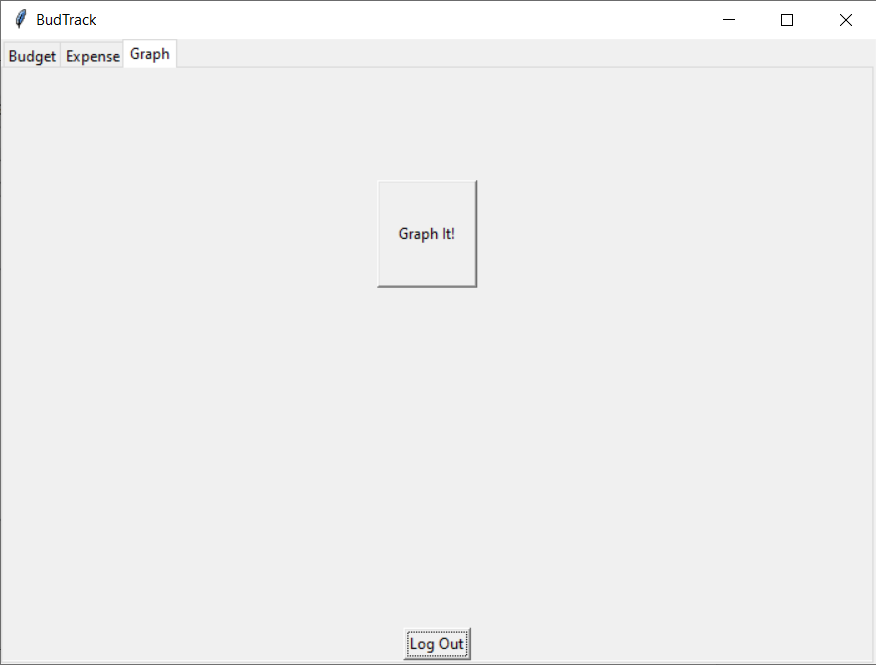 BudTrack
Budget Expense Graph
Graph It!
Log Out